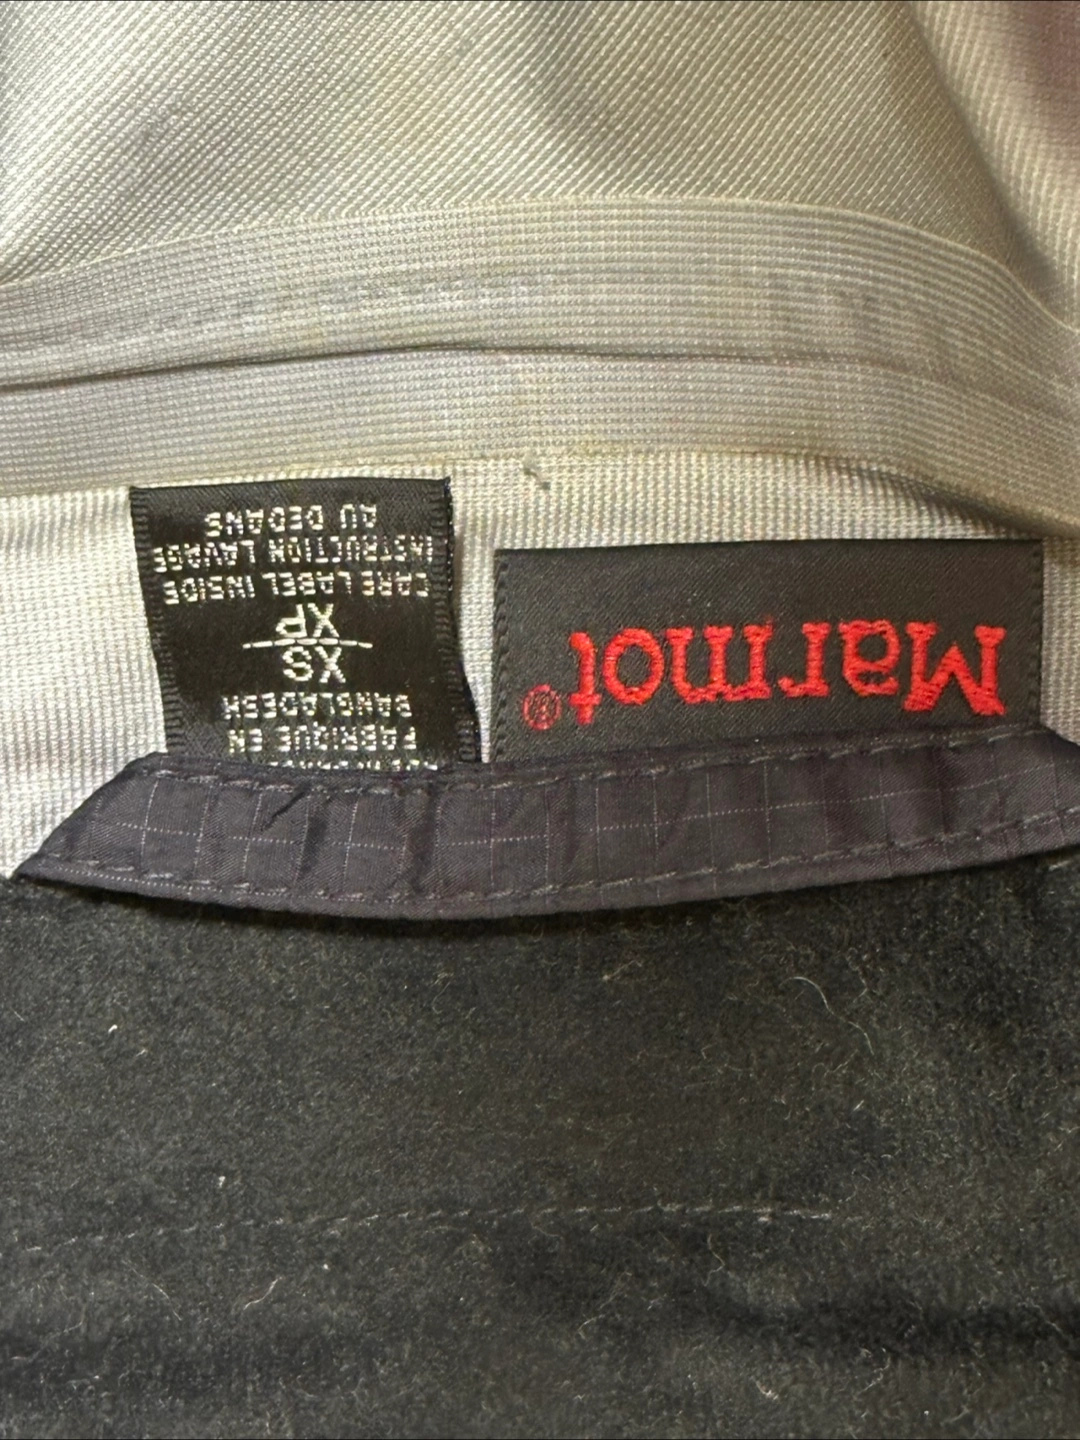 Marmot®
FABRIQUE EN
BANGLADESH
XS
XP
CARE LABEL INSIDE
INSTRUCTION LAVAGE
AU DEDANS